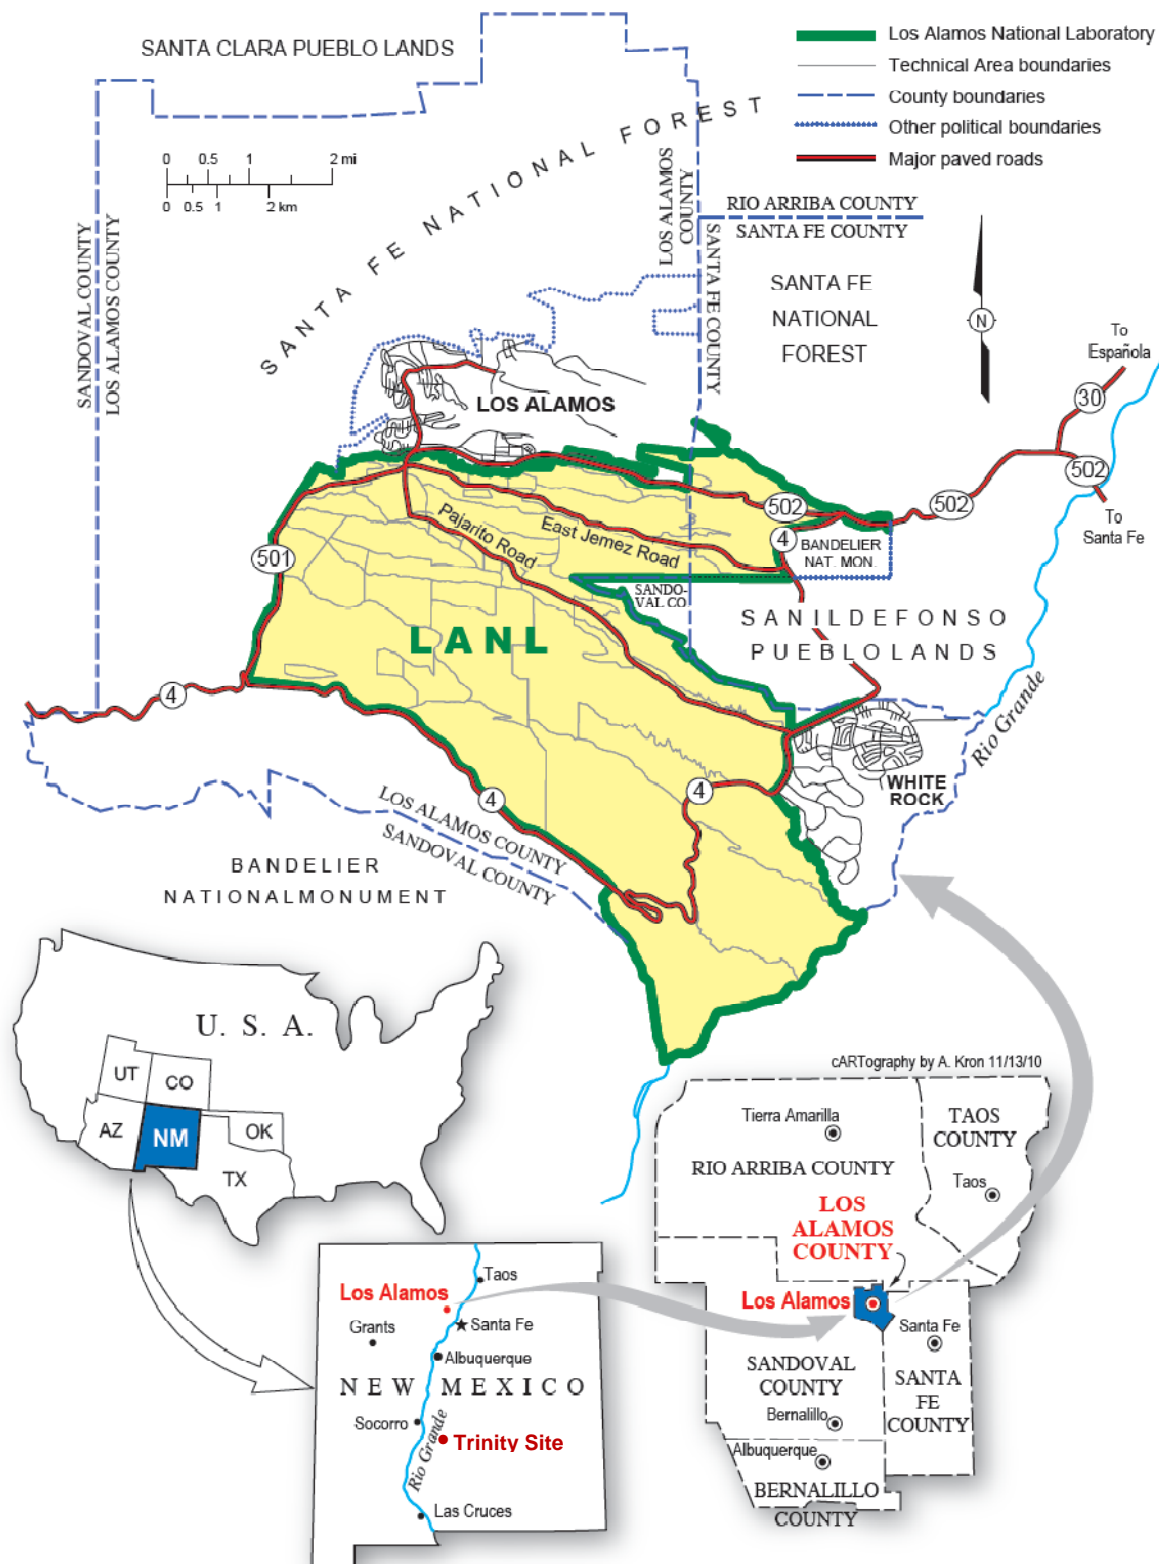 SANTA CLARA PUEBLO LANDS
Los Alamos National Laboratory
Technical Area boundaries
County boundaries
Other political boundaries
Major paved roads
0 0.5 1 2 mi
0 0.5 1 2 km
SANTA FE NATIONAL FOREST
SANDOVAL COUNTY
LOS ALAMOS COUNTY
LOS ALAMOS
COUNTY
SANTA FE COUNTY
RIO ARRIBA COUNTY
SANTA FE COUNTY
SANTA FE
NATIONAL
FOREST
N
To
Española
30
502
To
Santa Fe
LOS ALAMOS
502
502
4
BANDELIER
NAT. MON.
East Jemez Road
Pajarito Road
501
SANDO-
VAL CO
LANL
SANILDEFONSO
PUEBLOLANDS
4
Rio Grande
WHITE
ROCK
4
4
LOS ALAMOS COUNTY
SANDOVAL COUNTY
BANDELIER
NATIONALMONUMENT
U. S. A.
UT
CO
AZ
NM
OK
TX
cARTography by A. Kron 11/13/10
Tierra Amarilla
TAOS
COUNTY
RIO ARRIBA COUNTY
Taos
LOS
ALAMOS
COUNTY
Los Alamos
Santa Fe
SANDOVAL
COUNTY
SANTA
FE
COUNTY
Bernalillo
Albuquerque
BERNALILLO
COUNTY
Taos
Los Alamos
Santa Fe
Grants
Albuquerque
NEW MEXICO
Socorro
Rio Grande
Trinity Site
Las Cruces